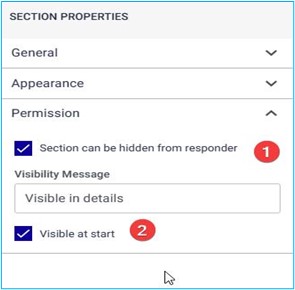 SECTION PROPERTIES
General
Appearance
Permission
Section can be hidden from responder 1
Visibility Message
Visible in details
Visible at start 2